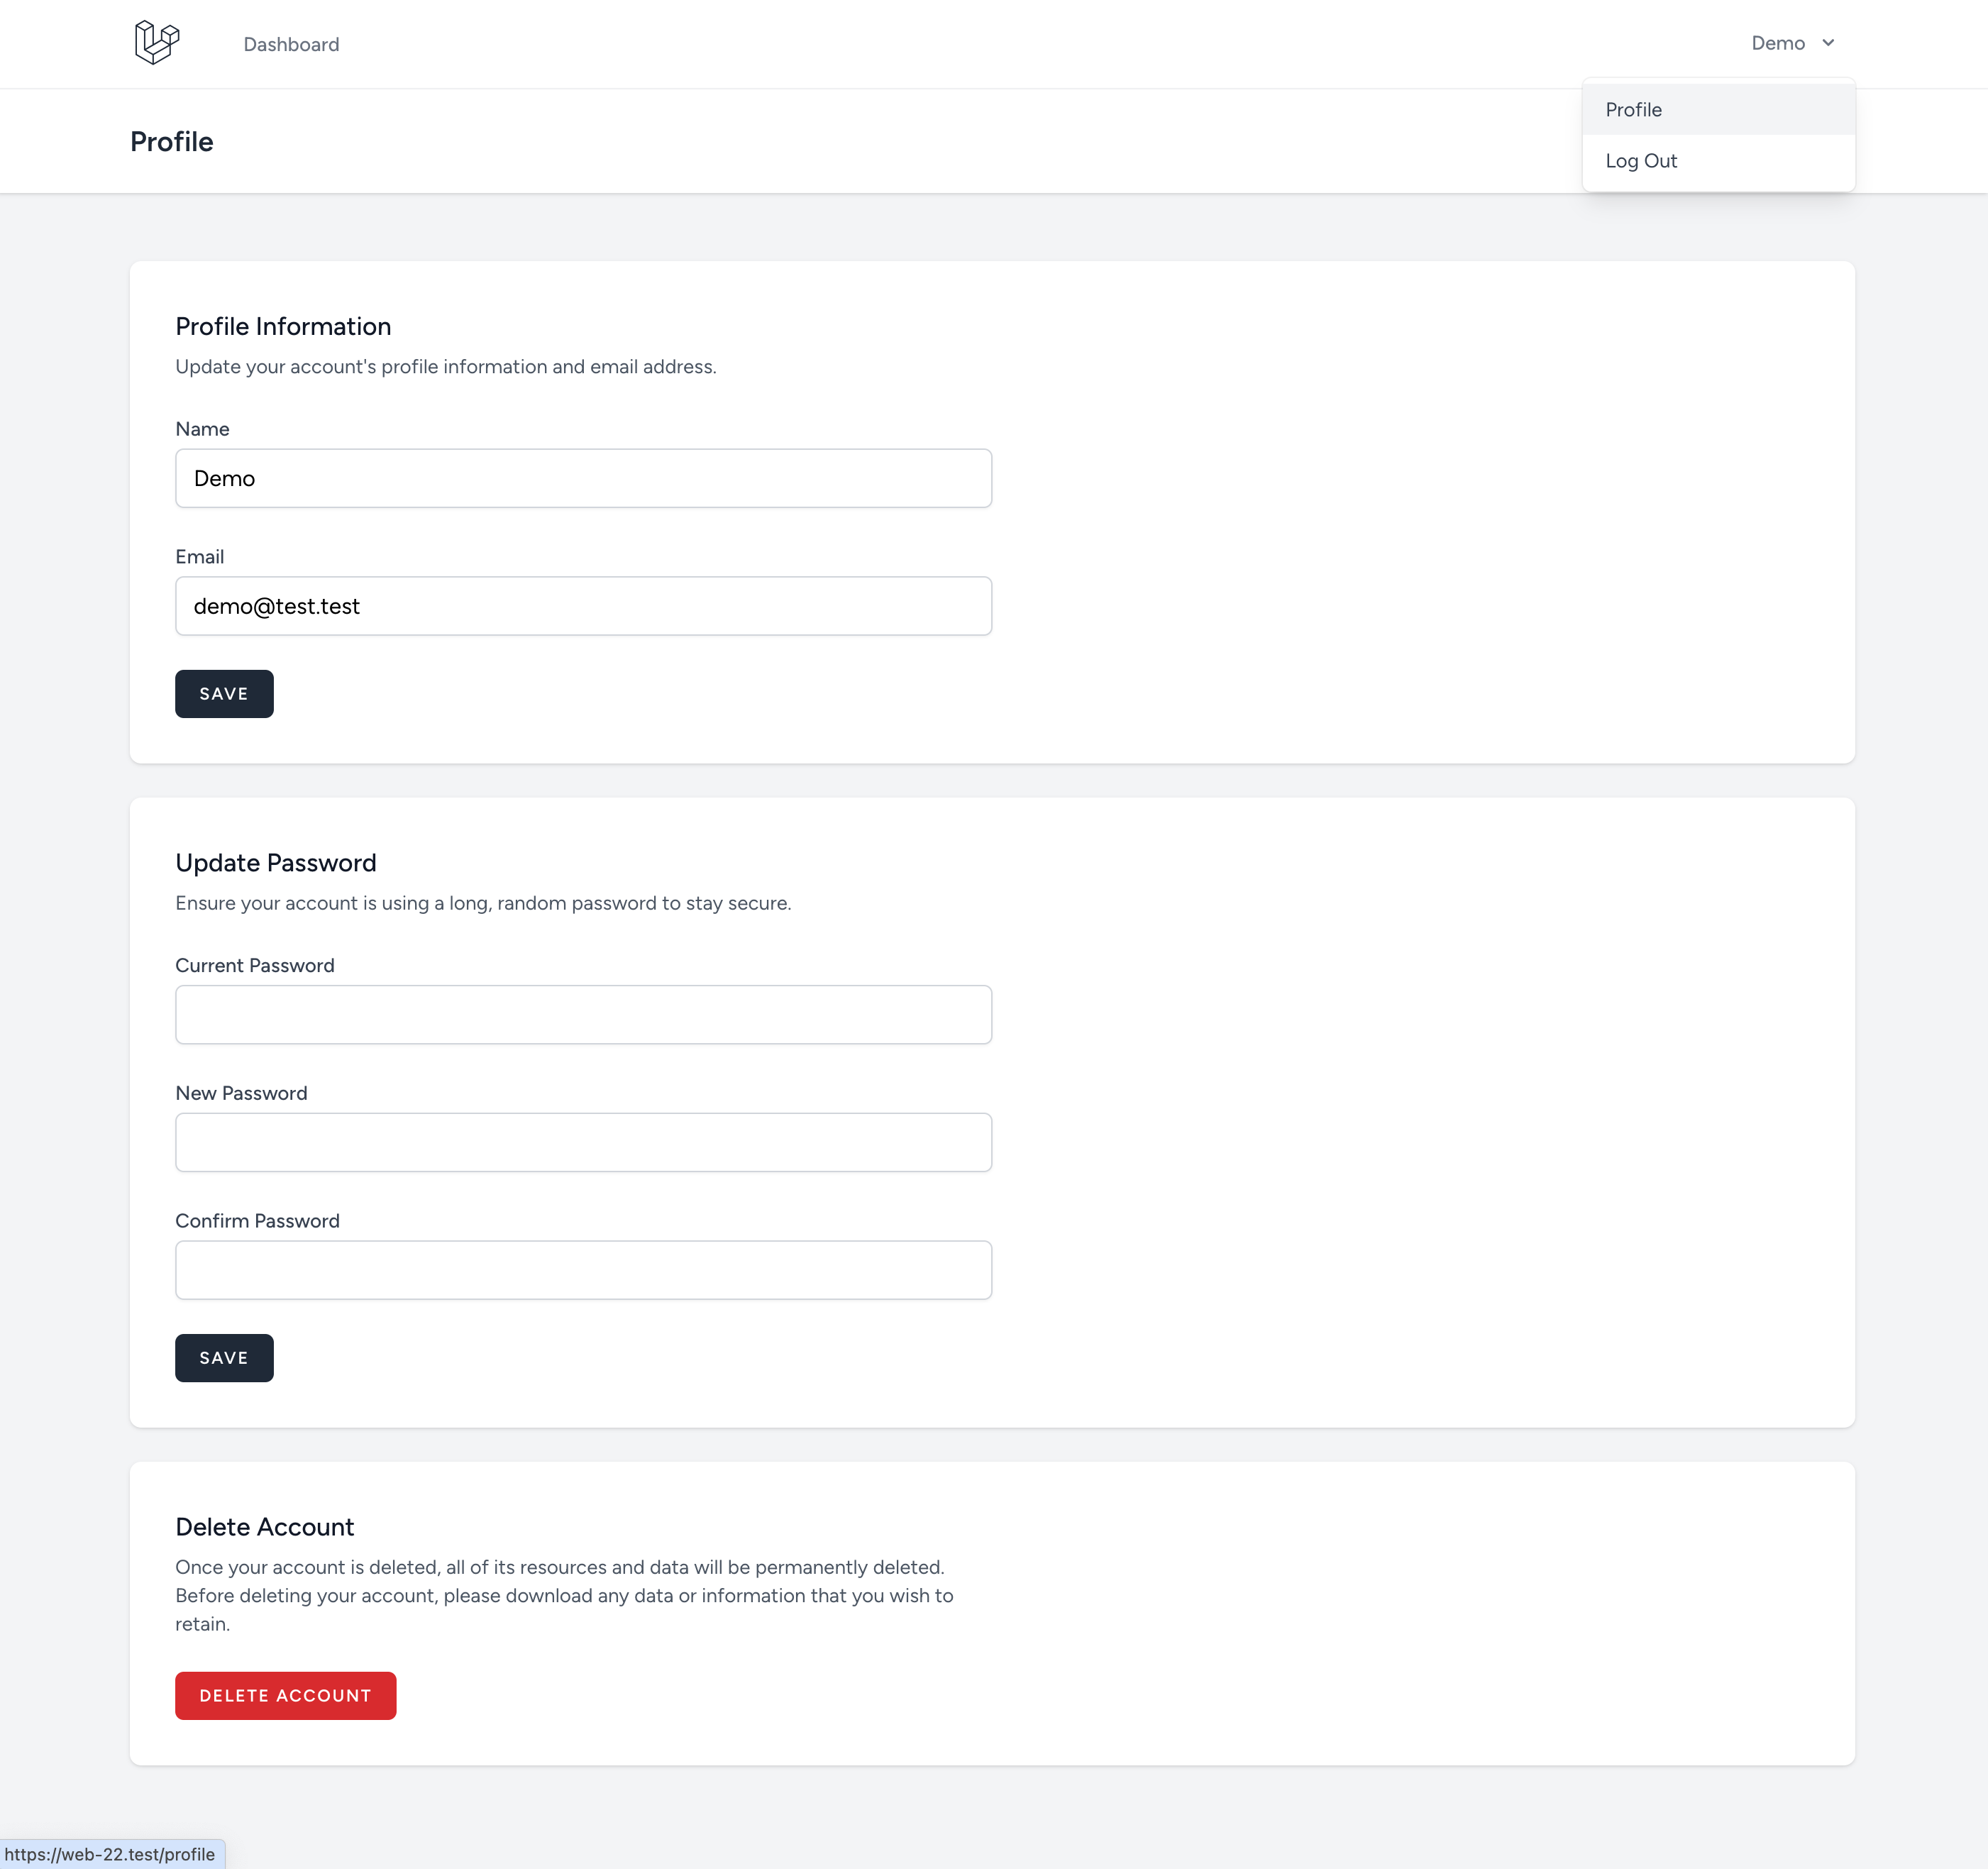 Dashboard
Demo
Profile
Log Out
Profile
Profile Information
Update your account's profile information and email address.
Name
Demo
Email
demo@test.test
SAVE
Update Password
Ensure your account is using a long, random password to stay secure.
Current Password
New Password
Confirm Password
SAVE
Delete Account
Once your account is deleted, all of its resources and data will be permanently deleted.
Before deleting your account, please download any data or information that you wish to
retain.
DELETE ACCOUNT
https://web-22.test/profile